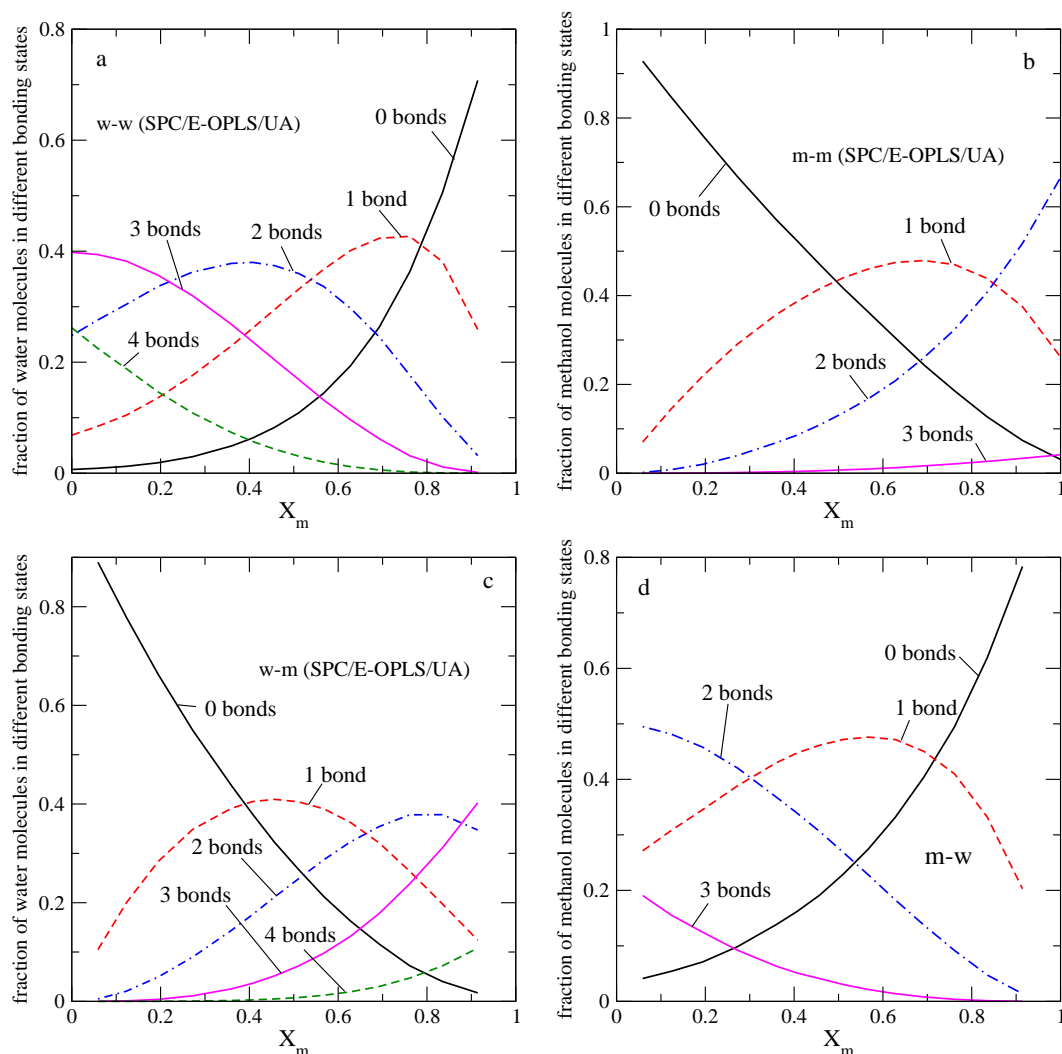 fraction of water molecules in different bonding states
0.8
0.6
0.4
0.2
0
a
w-w (SPC/E-OPLS/UA)
0 bonds
1 bond
2 bonds
3 bonds
4 bonds
0 0.2 0.4 0.6 0.8 1
X_m
fraction of methanol molecules in different bonding states
1
0.8
0.6
0.4
0.2
0
b
m-m (SPC/E-OPLS/UA)
0 bonds
1 bond
2 bonds
3 bonds
0 0.2 0.4 0.6 0.8 1
X_m
fraction of water molecules in different bonding states
0.8
0.6
0.4
0.2
0
c
w-m (SPC/E-OPLS/UA)
0 bonds
1 bond
2 bonds
3 bonds
4 bonds
0 0.2 0.4 0.6 0.8 1
X_m
fraction of methanol molecules in different bonding states
0.8
0.6
0.4
0.2
0
d
0 bonds
2 bonds
1 bond
m-w
3 bonds
0 0.2 0.4 0.6 0.8 1
X_m